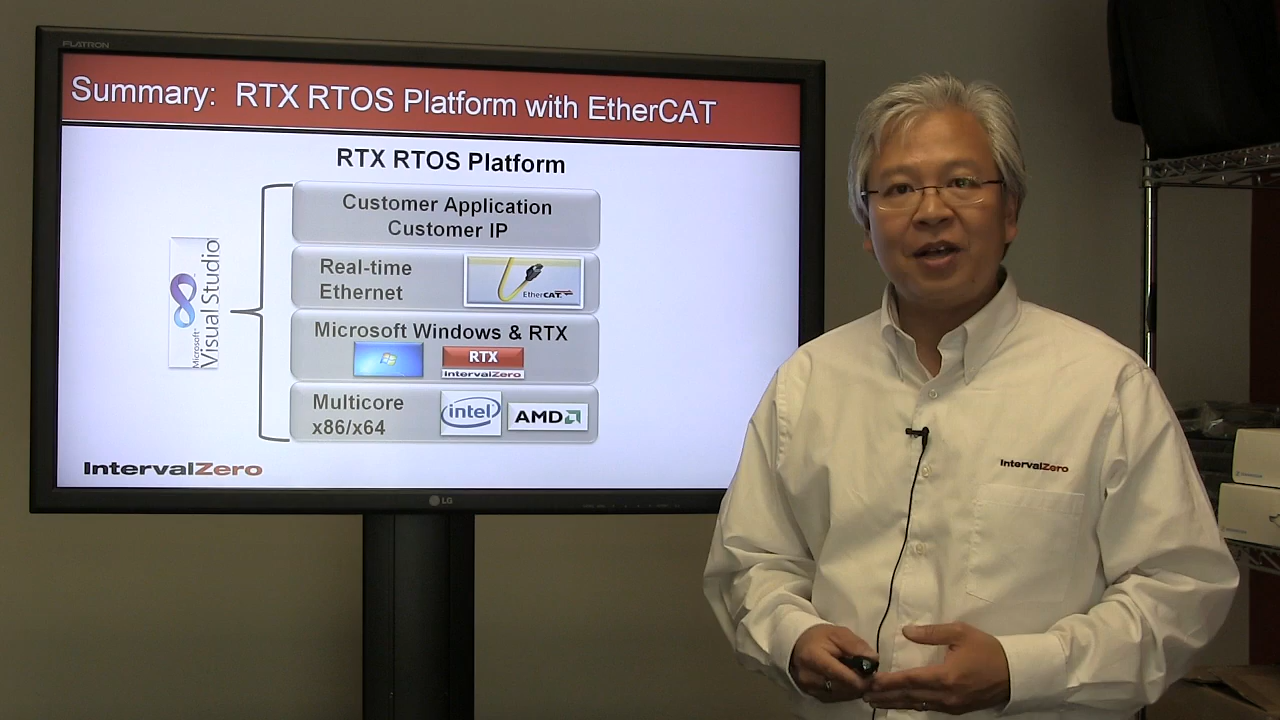 FLATRON
Summary: RTX RTOS Platform with EtherCAT
RTX RTOS Platform
Customer Application
Customer IP
Real-time
Ethernet
EtherCAT
Microsoft Windows & RTX
RTX
IntervalZero
Multicore
x86/x64
intel
AMD
Microsoft
Visual Studio
IntervalZero
LG
IntervalZero